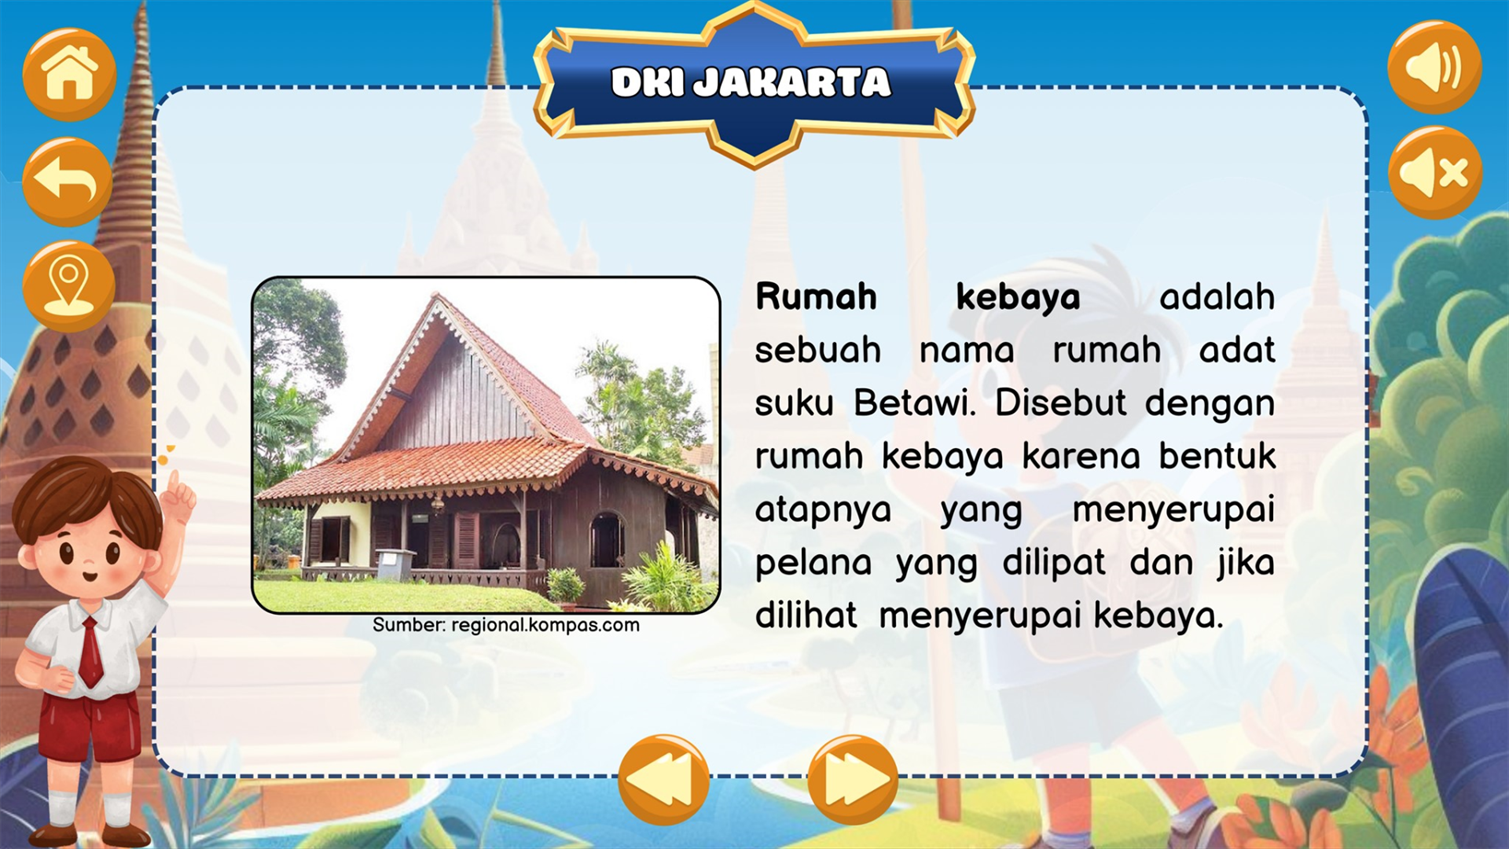 DKI JAKARTA
Rumah kebaya adalah
sebuah nama rumah adat
suku Betawi. Disebut dengan
rumah kebaya karena bentuk
atapnya yang menyerupai
pelana yang dilipat dan jika
dilihat menyerupai kebaya.
Sumber: regional.kompas.com